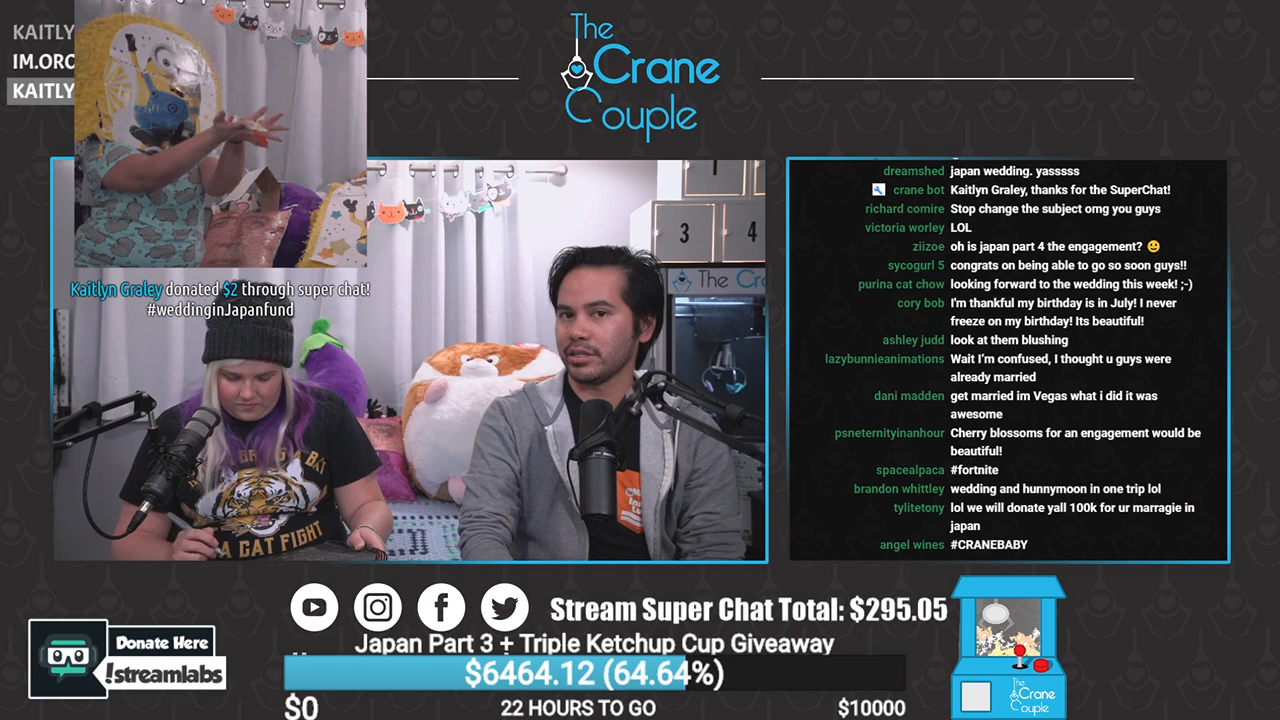 KAITLY
IM.ORC
KAITLY
The
Crane
Couple
Kaitlyn Graley donated $2 through super chat!
#weddinginJapanfund
1
3
4
The Cra
A CAT FIGHT
dreamshed japan wedding. yasssss
crane bot Kaitlyn Graley, thanks for the SuperChat!
richard comire Stop change the subject omg you guys
victoria worley LOL
ziizoe oh is japan part 4 the engagement? 🙂
sycogurl 5 congrats on being able to go so soon guys!!
purina cat chow looking forward to the wedding this week! ;-)
cory bob I'm thankful my birthday is in July! I never
freeze on my birthday! Its beautiful!
ashley judd look at them blushing
lazybunnieanimations Wait I'm confused, I thought u guys were
already married
dani madden get married im Vegas what i did it was
awesome
psneternityinanhour Cherry blossoms for an engagement would be
beautiful!
spacealpaca #fortnite
brandon whittley wedding and hunnymoon in one trip lol
tylitetony lol we will donate yall 100k for ur marragie in
japan
angel wines #CRANEBABY
Stream Super Chat Total: $295.05
Japan Part 3 + Triple Ketchup Cup Giveaway
$6464.12 (64.64%)
$0 22 HOURS TO GO $10000
Donate Here
!streamlabs
The
Crane
Couple